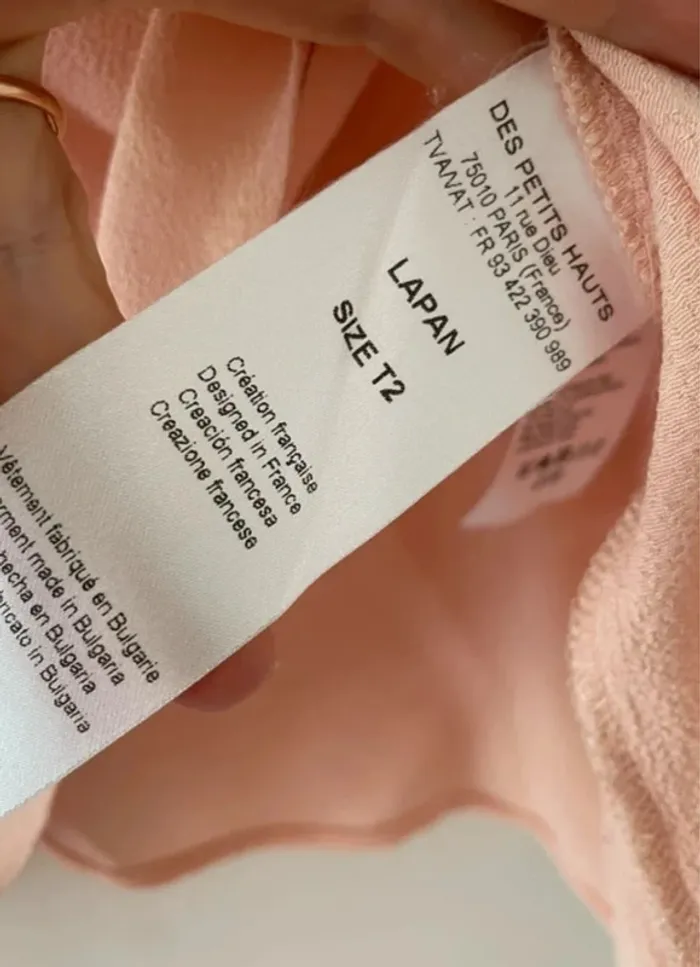 DES PETITS HAUTS
11 rue Dieu
75010 PARIS (France)
TVA/VAT : FR 93 422 390 989
LAPAN
SIZE T2
Création française
Designed in France
Creación francesa
Creazione francese
Vêtement fabriqué en Bulgarie
made in Bulgaria
hecha en Bulgaria
in Bulgaria